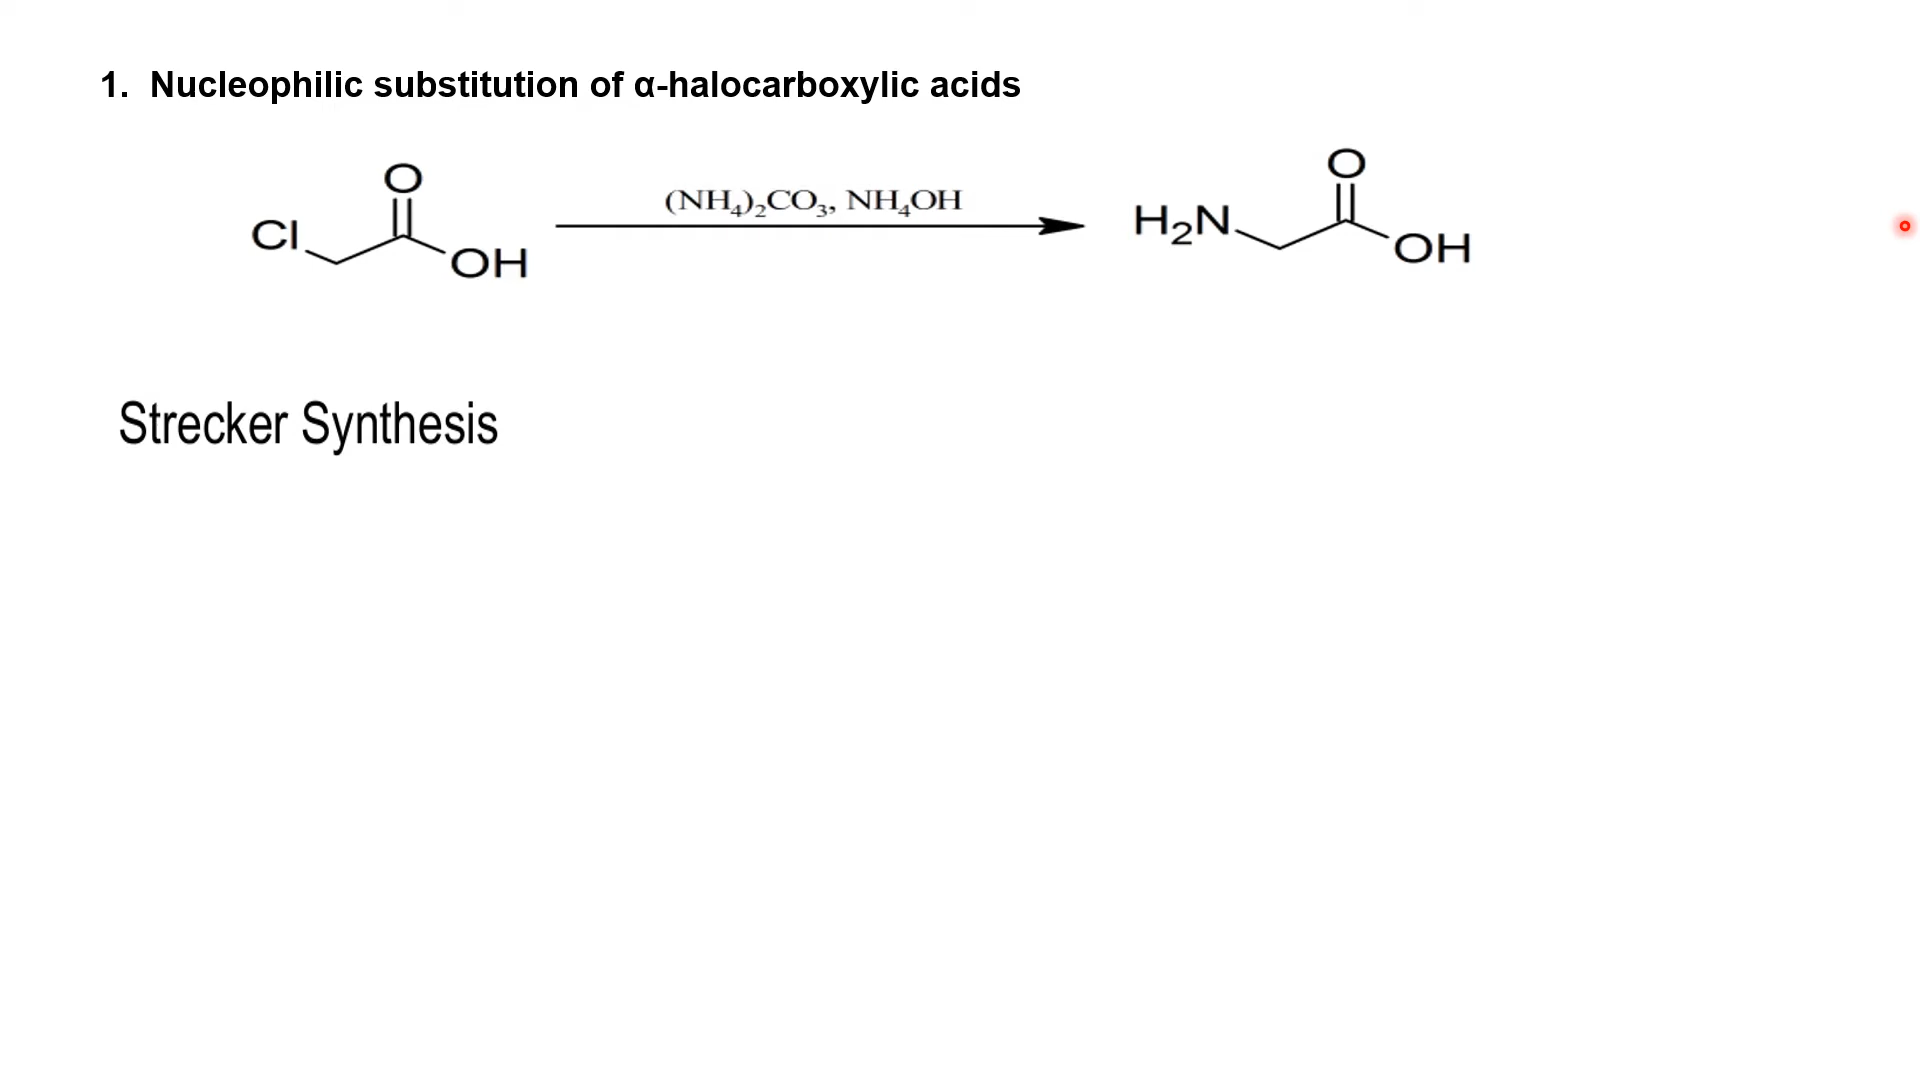 1. Nucleophilic substitution of α-halocarboxylic acids
O
Cl
OH
(NH₄)₂CO₃, NH₄OH
O
H₂N
OH
Strecker Synthesis